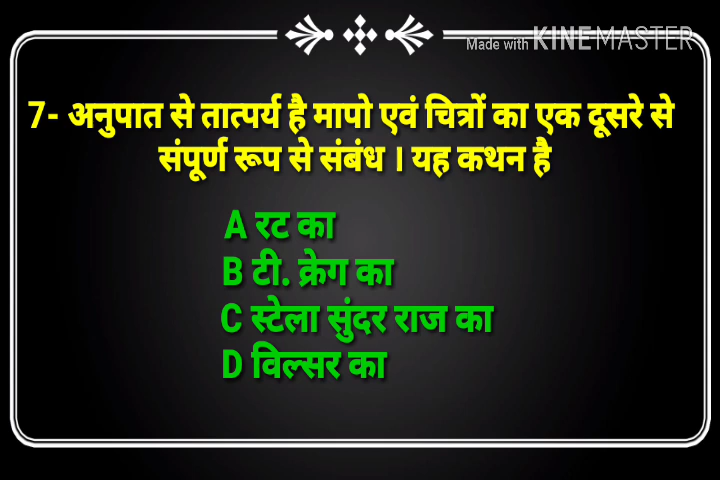 Made with KINEMASTER
7- अनुपात से तात्पर्य है मापो एवं चित्रों का एक दूसरे से
संपूर्ण रूप से संबंध । यह कथन है
A रट का
B टी. क्रेग का
C स्टेला सुंदर राज का
D विल्सर का